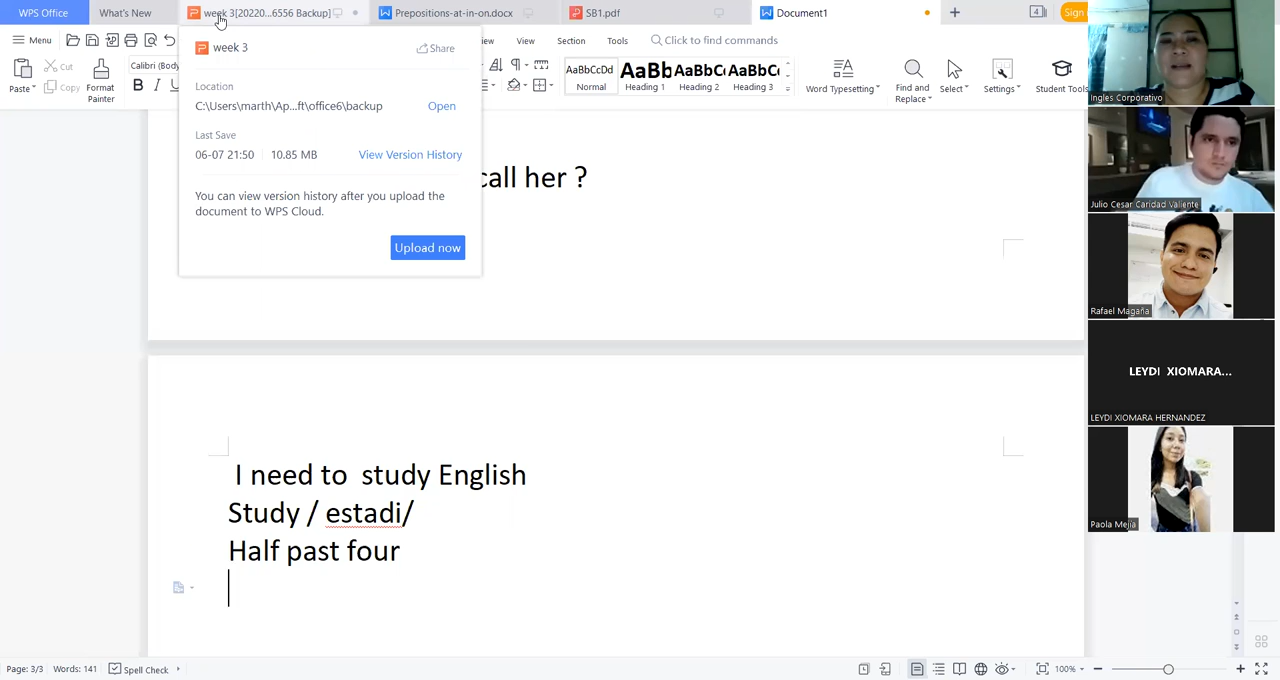 WPS Office
What's New
week 3[20220...6556 Backup]
Prepositions-at-in-on.docx
SB1.pdf
Document1
4
Sign
Menu
View
Section
Tools
Click to find commands
Paste
Cut
Copy
Format
Painter
Calibri (Body
B I U
AaBbCcDd
Normal
AaBb
Heading 1
AaBbC
Heading 2
AaBbC
Heading 3
Word Typesetting
Find and
Replace
Select
Settings
Student Tools
week 3
Share
Location
C:\Users\marth\Ap...ft\office6\backup
Open
Last Save
06-07 21:50
10.85 MB
View Version History
You can view version history after you upload the
document to WPS Cloud.
Upload now
call her ?
I need to study English
Study / estadi/
Half past four
Ingles Corporativo
Julio Cesar Caridad Valiente
Rafael Magaña
LEYDI XIOMARA...
LEYDI XIOMARA HERNANDEZ
Paola Mejia
Page: 3/3
Words: 141
Spell Check
100%